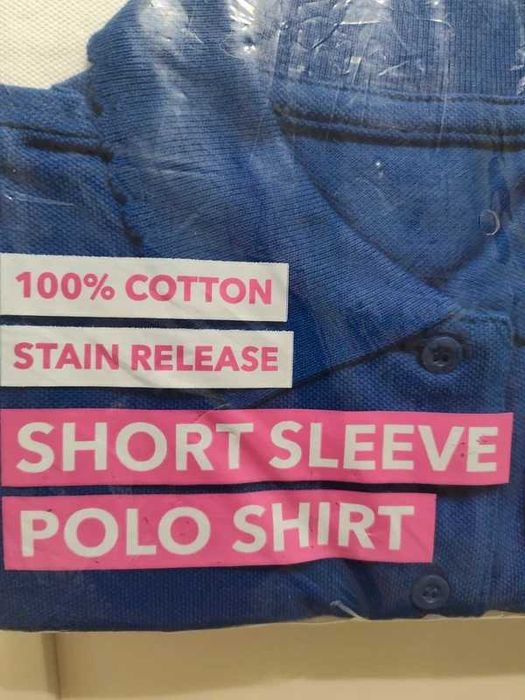 100% COTTON
STAIN RELEASE
SHORT SLEEVE
POLO SHIRT